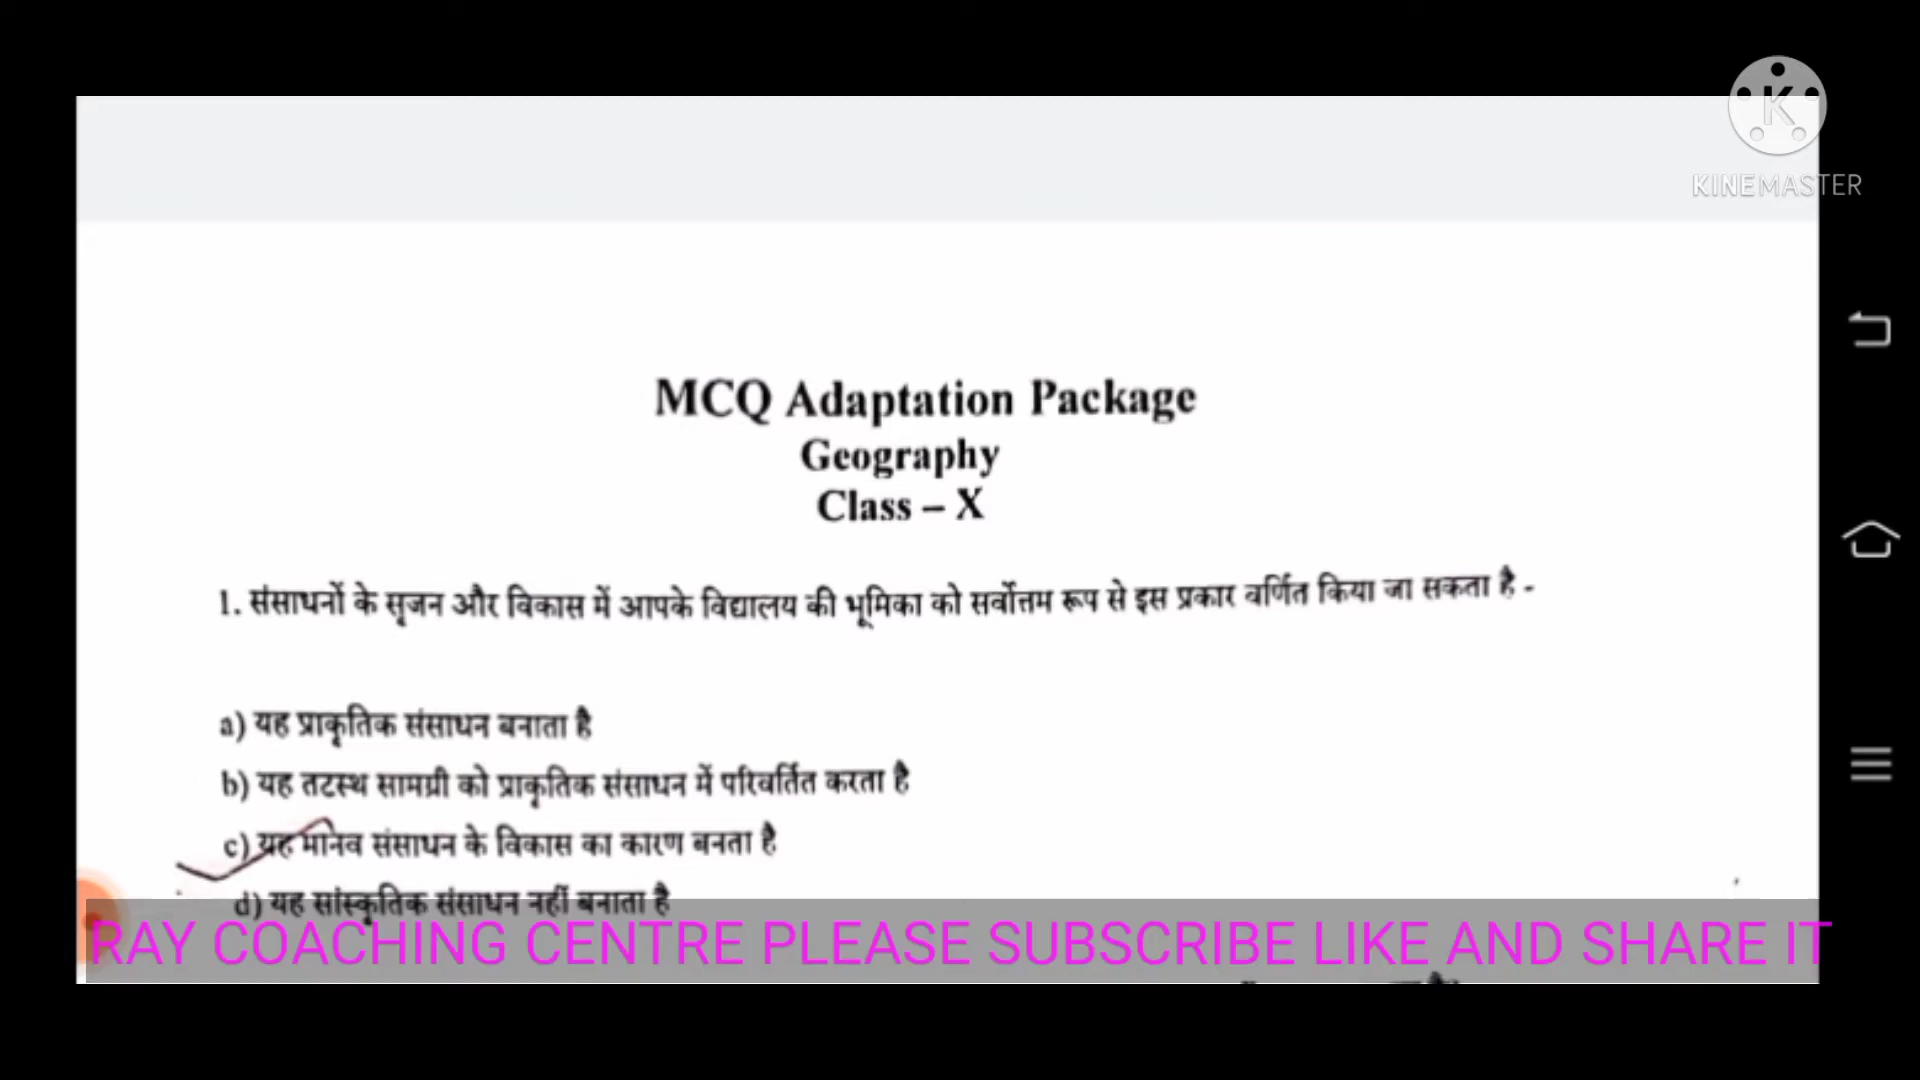 KINEMASTER
MCQ Adaptation Package
Geography
Class – X
1. संसाधनों के सृजन और विकास में आपके विद्यालय की भूमिका को सर्वोत्तम रूप से इस प्रकार वर्णित किया जा सकता है -
a) यह प्राकृतिक संसाधन बनाता है
b) यह तटस्थ सामग्री को प्राकृतिक संसाधन में परिवर्तित करता है
c) यह मानव संसाधन के विकास का कारण बनता है
d) यह सांस्कृतिक संसाधन नहीं बनाता है
RAY COACHING CENTRE PLEASE SUBSCRIBE LIKE AND SHARE IT